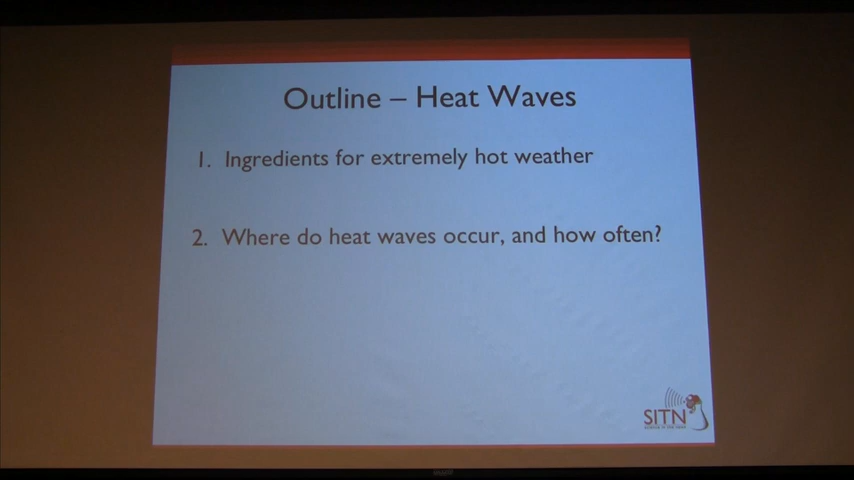 Outline – Heat Waves
1. Ingredients for extremely hot weather
2. Where do heat waves occur, and how often?
SITN